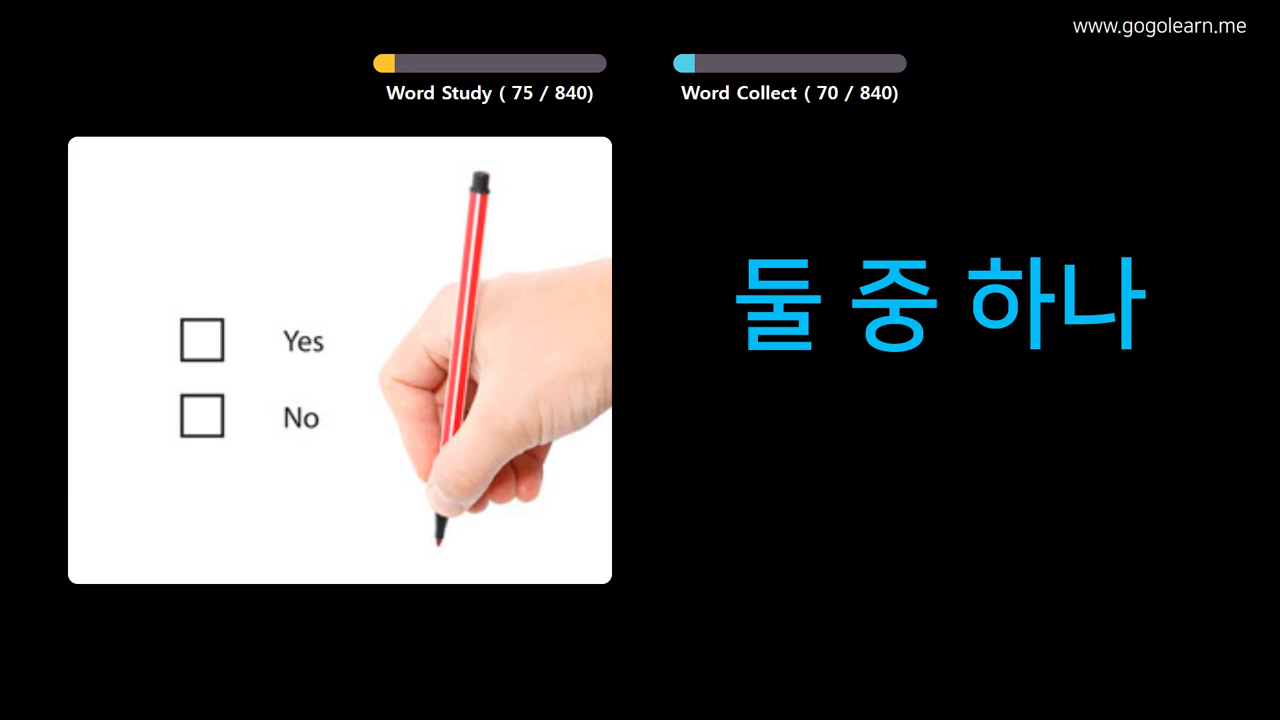 www.gogolearn.me
Word Study ( 75 / 840)
Word Collect ( 70 / 840)
둘 중 하나
Yes
No